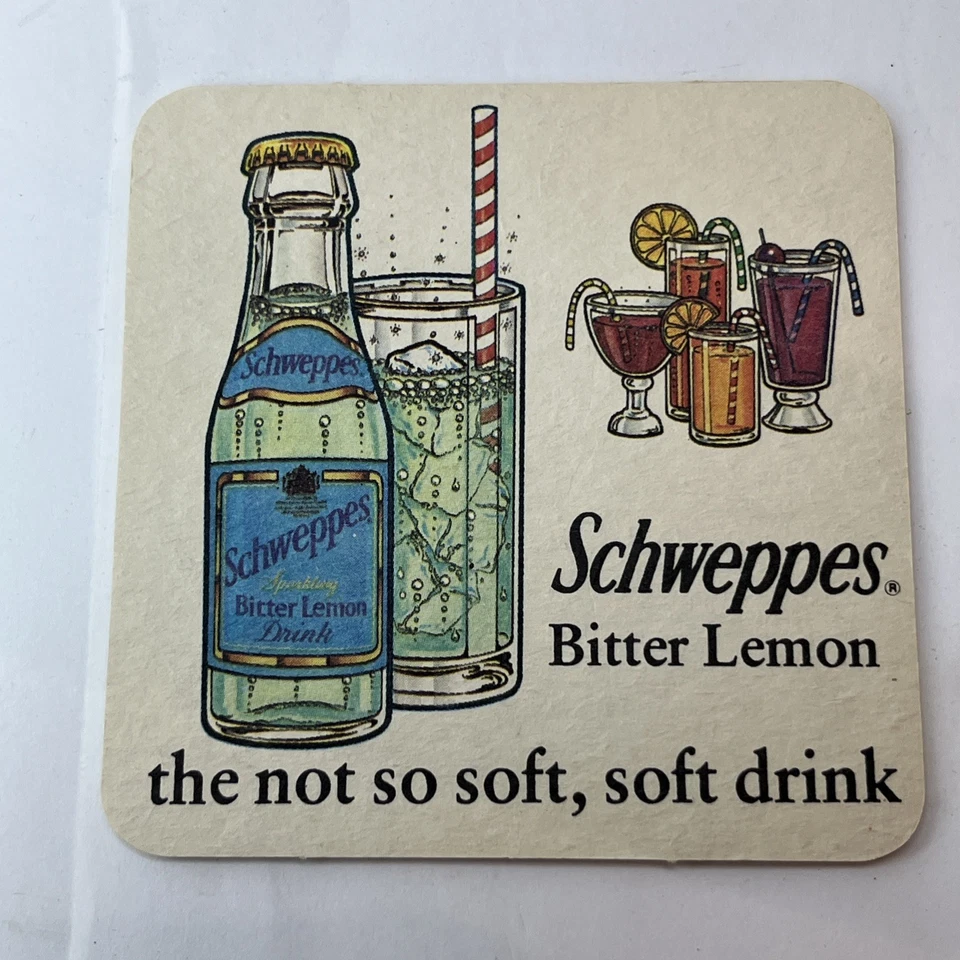 Schweppes
Schweppes
Sparkling
Bitter Lemon
Drink
Schweppes®
Bitter Lemon
the not so soft, soft drink